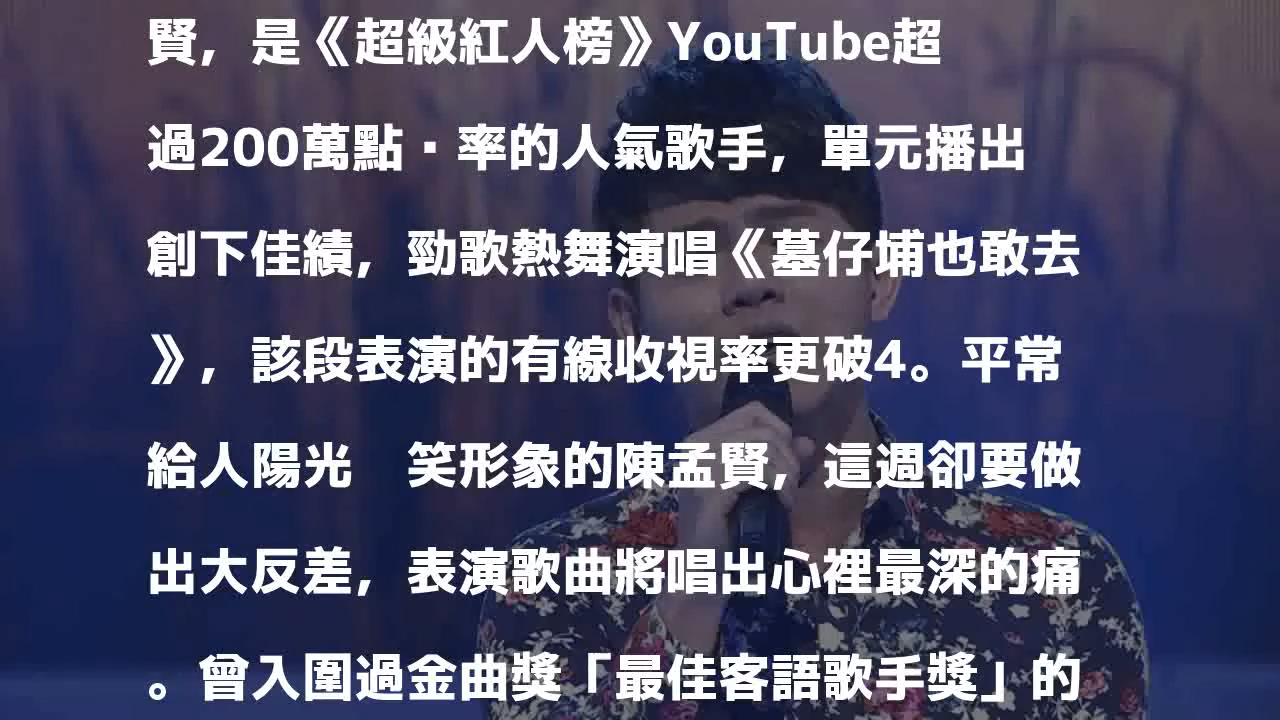 賢，是《超級紅人榜》YouTube超
過200萬點▪率的人氣歌手，單元播出
創下佳績，勁歌熱舞演唱《墓仔埔也敢去
》，該段表演的有線收視率更破4。平常
給人陽光　笑形象的陳孟賢，這週卻要做
出大反差，表演歌曲將唱出心裡最深的痛
。曾入圍過金曲獎「最佳客語歌手獎」的